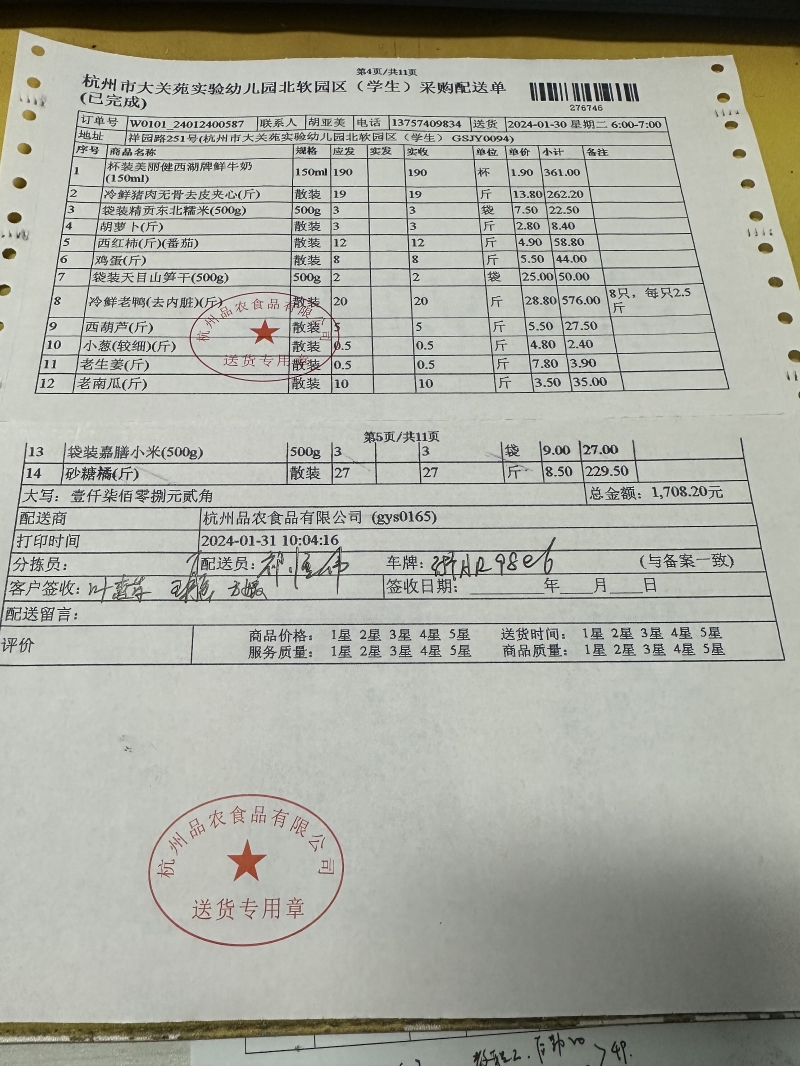 第4页/共11页
杭州市大关苑实验幼儿园北软园区（学生）采购配送单
(已完成)
276746
订单号 W0101_24012400587 联系人 胡亚美 电话 13757409834 送货 2024-01-30 星期二 6:00-7:00
地址 祥园路251号(杭州市大关苑实验幼儿园北软园区（学生） GSJY0094)
序号 商品名称 规格 应发 实发 实收 单位 单价 小计 备注
1 杯装美丽健西湖牌鲜牛奶(150ml) 150ml 190 190 杯 1.90 361.00
2 冷鲜猪肉无骨去皮夹心(斤) 散装 19 19 斤 13.80 262.20
3 袋装精页东北糯米(500g) 500g 3 3 袋 7.50 22.50
4 胡萝卜(斤) 散装 3 3 斤 2.80 8.40
5 西红柿(斤)(番茄) 散装 12 12 斤 4.90 58.80
6 鸡蛋(斤) 散装 8 8 斤 5.50 44.00
7 袋装天目山笋干(500g) 500g 2 2 袋 25.00 50.00
8 冷鲜老鸭(去内脏)(斤) 散装 20 20 斤 28.80 576.00 8只，每只2.5斤
9 西葫芦(斤) 散装 5 5 斤 5.50 27.50
10 小葱(较细)(斤) 散装 0.5 0.5 斤 4.80 2.40
11 老生姜(斤) 散装 0.5 0.5 斤 7.80 3.90
12 老南瓜(斤) 散装 10 10 斤 3.50 35.00
杭州品农食品有限公司
送货专用章
第5页/共11页
13 袋装嘉膳小米(500g) 500g 3 3 袋 9.00 27.00
14 砂糖橘(斤) 散装 27 27 斤 8.50 229.50
大写：壹仟柒佰零捌元贰角 总金额：1,708.20元
配送商 杭州品农食品有限公司 (gys0165)
打印时间 2024-01-31 10:04:16
分拣员： 配送员： 车牌： (与备案一致)
客户签收： 签收日期：______年____月____日
配送留言：
评价 商品价格： 1星 2星 3星 4星 5星 送货时间： 1星 2星 3星 4星 5星
服务质量： 1星 2星 3星 4星 5星 商品质量： 1星 2星 3星 4星 5星
杭州品农食品有限公司
送货专用章